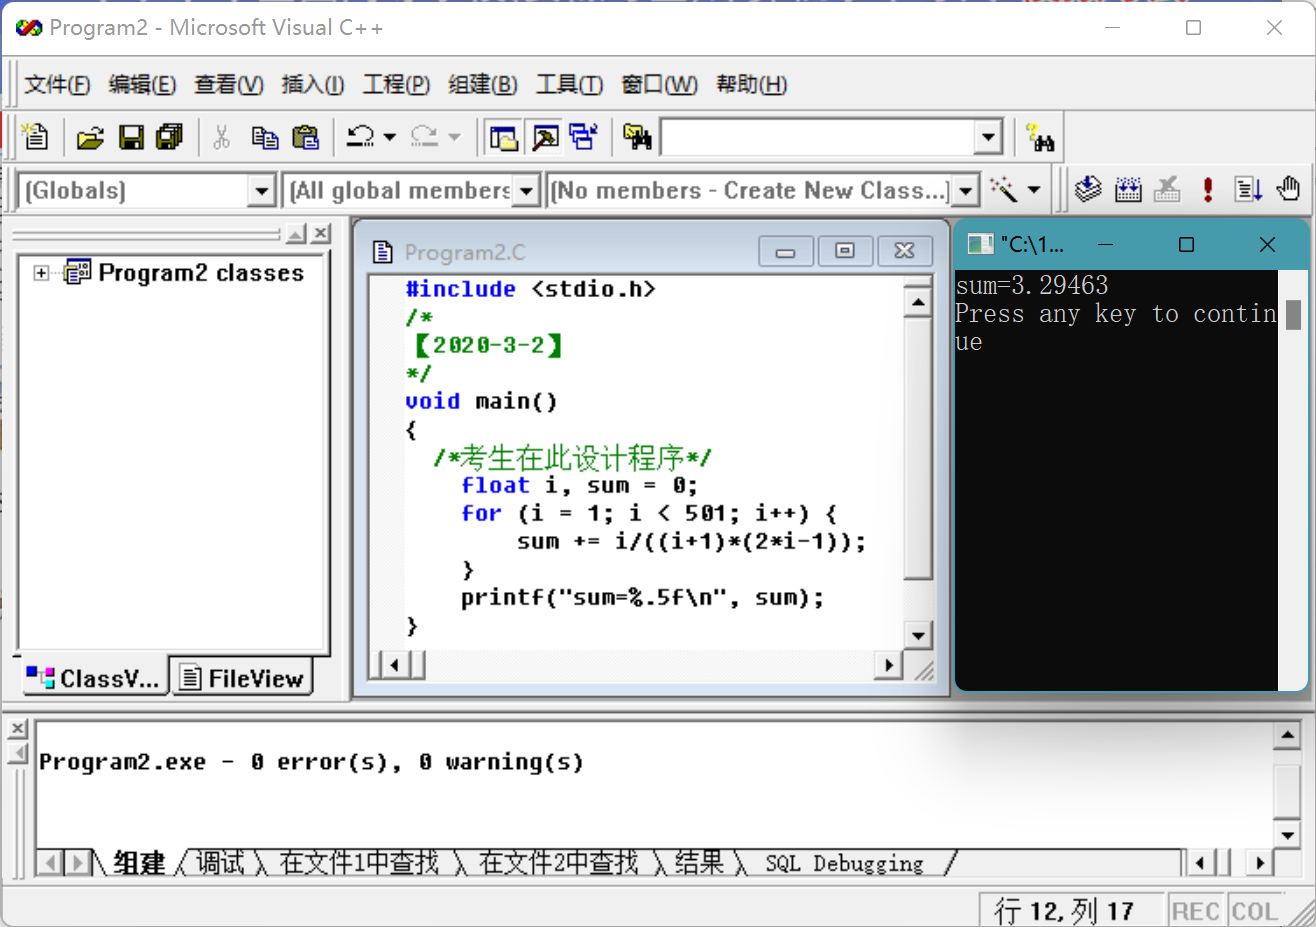 Program2 - Microsoft Visual C++
文件(F) 编辑(E) 查看(V) 插入(I) 工程(P) 组建(B) 工具(T) 窗口(W) 帮助(H)
(Globals) (All global members (No members - Create New Class...)
Program2 classes
ClassV... FileView
Program2.C
#include <stdio.h>
/*
【2020-3-2】
*/
void main()
{
/*考生在此设计程序*/
float i, sum = 0;
for (i = 1; i < 501; i++) {
sum += i/((i+1)*(2*i-1));
}
printf("sum=%.5f\n", sum);
}
"C:\1...
sum=3.29463
Press any key to contin
ue
Program2.exe - 0 error(s), 0 warning(s)
组建 调试 在文件1中查找 在文件2中查找 结果 SQL Debugging
行 12, 列 17 REC COL